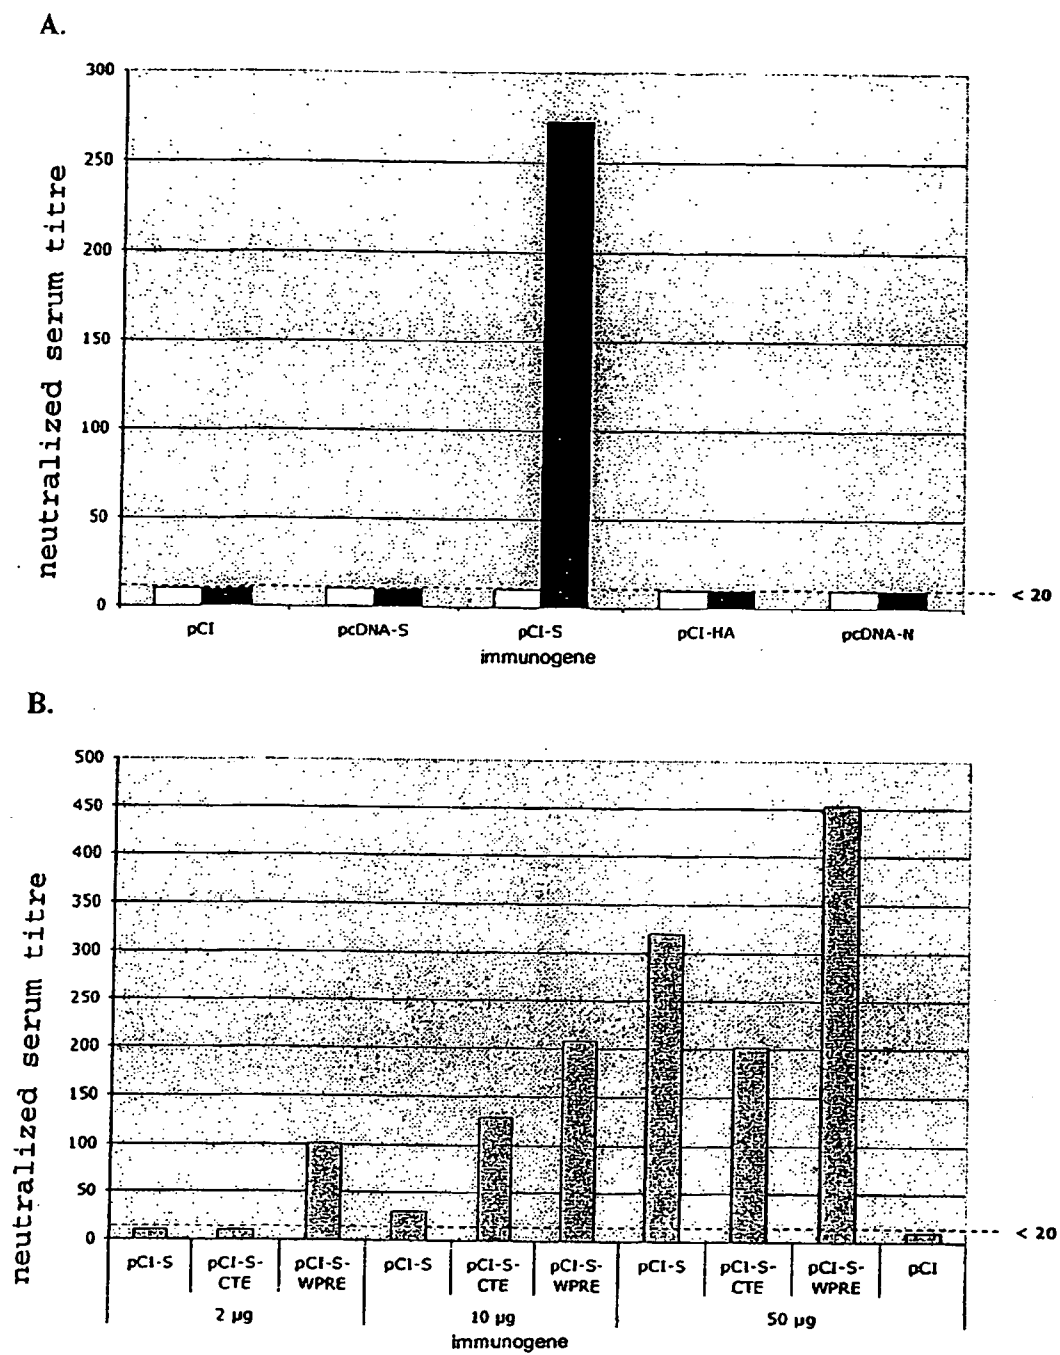 A.
neutralized serum titre
300
250
200
150
100
50
0
< 20
pCI pcDNA-S pCI-S pCI-HA pcDNA-N
immunogene
B.
neutralized serum titre
500
450
400
350
300
250
200
150
100
50
0
< 20
pCI-S pCI-S-CTE pCI-S-WPRE pCI-S pCI-S-CTE pCI-S-WPRE pCI-S pCI-S-CTE pCI-S-WPRE pCI
2 µg 10 µg 50 µg
immunogene